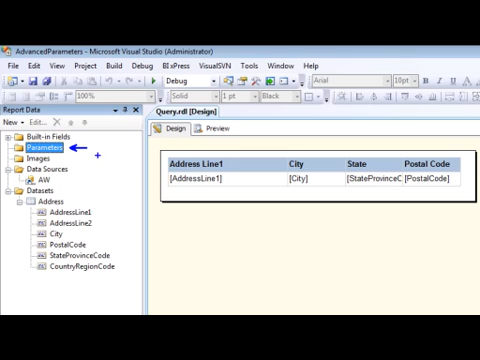 AdvancedParameters - Microsoft Visual Studio (Administrator)
File Edit View Project Build Debug BIxPress VisualSVN Tools Window Help
Debug Arial 10pt B I U A
100% Solid 1 pt Black
Report Data
New Edit...
Built-in Fields
Parameters
Images
Data Sources
AW
Datasets
Address
AddressLine1
AddressLine2
City
PostalCode
StateProvinceCode
CountryRegionCode
Query.rdl [Design]
Design Preview
Address Line1 City State Postal Code
[AddressLine1] [City] [StateProvinceC [PostalCode]